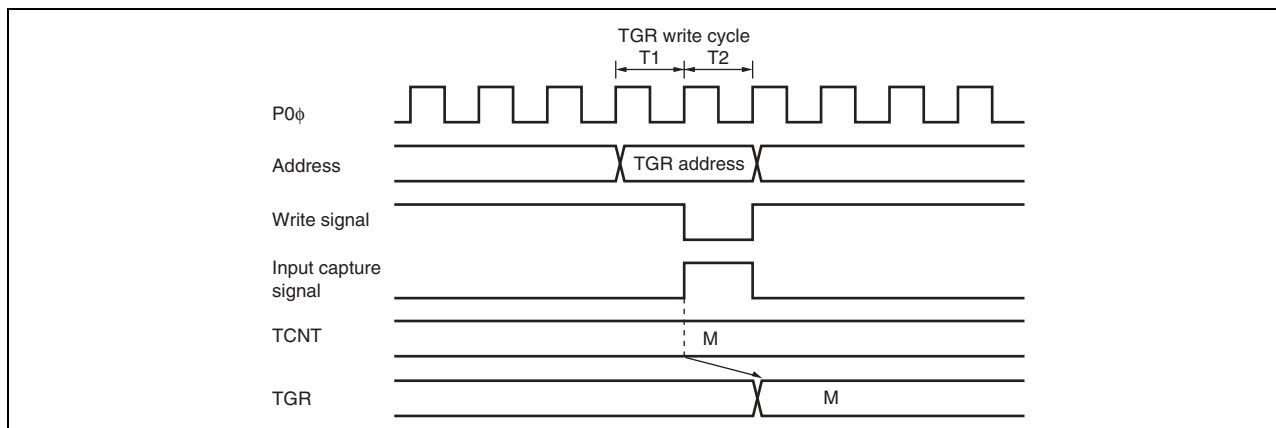 TGR write cycle
T1 T2
P0ϕ
Address
TGR address
Write signal
Input capture
signal
TCNT
M
TGR
M